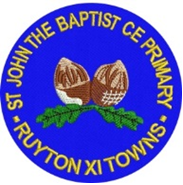 ST JOHN THE BAPTIST CE PRIMARY
RUYTON XI TOWNS